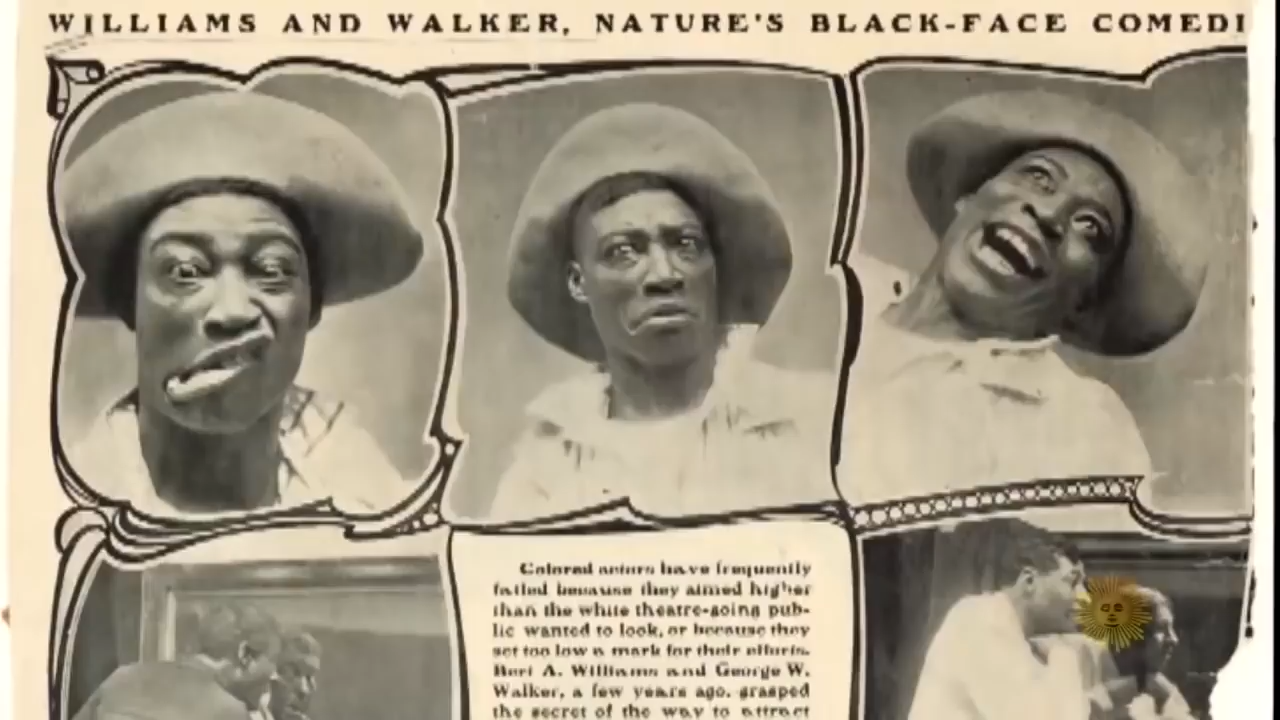 WILLIAMS AND WALKER, NATURE'S BLACK-FACE COMEDI
Colored actors have frequently
failed because they aimed higher
than the white theatre-going pub-
lic wanted to look, or because they
set too low a mark for their efforts.
Bert A. Williams and George W.
Walker, a few years ago, grasped
the secret of the way to attract